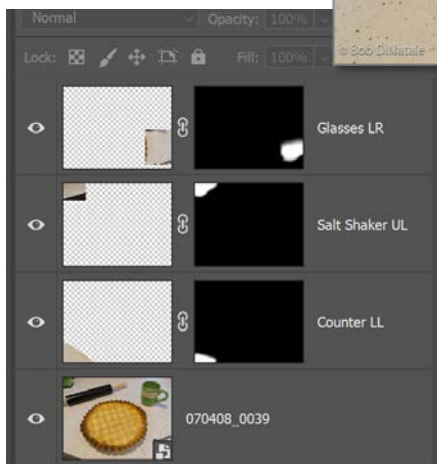 Normal Opacity: 100%
© Bob DiNatale
Lock: Fill: 100%
Glasses LR
Salt Shaker UL
Counter LL
070408_0039